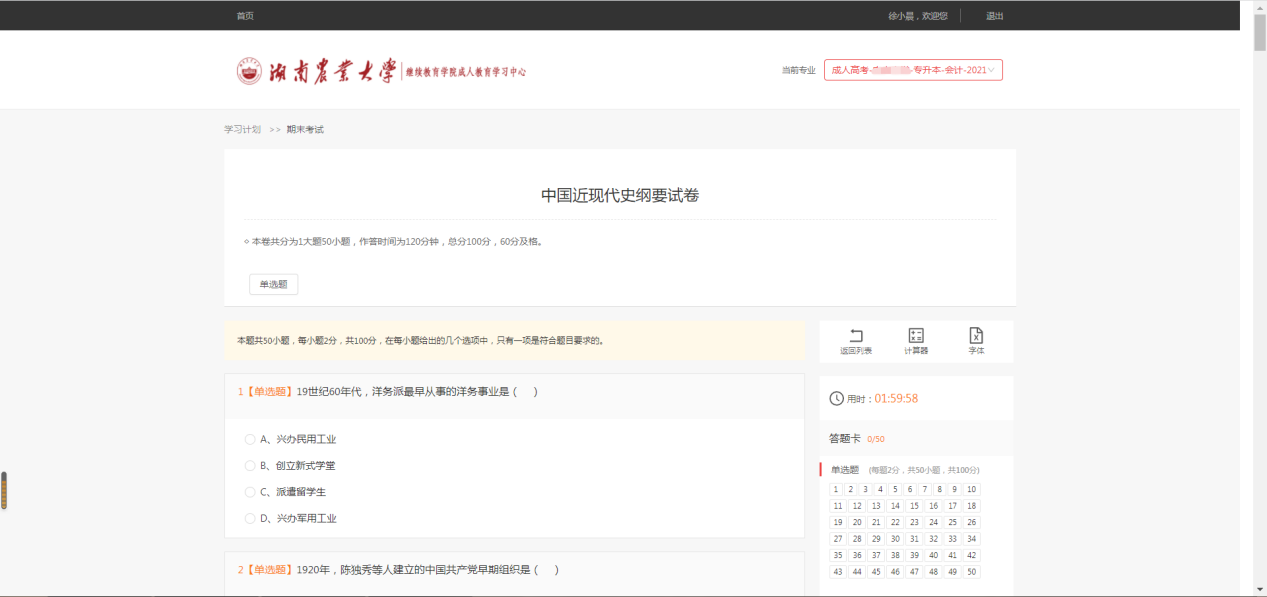 首页 徐小晨，欢迎您 退出
湖南农业大学 继续教育学院成人教育学习中心 当前专业 成人高考- -专升本-会计-2021
学习计划 >> 期末考试
中国近现代史纲要试卷
本卷共分为1大题50小题，作答时间为120分钟，总分100分，60分及格。
单选题
本题共50小题，每小题2分，共100分，在每小题给出的几个选项中，只有一项是符合题目要求的。
返回列表 计算器 字体
1【单选题】19世纪60年代，洋务派最早从事的洋务事业是（ ）
A、兴办民用工业
B、创立新式学堂
C、派遣留学生
D、兴办军用工业
2【单选题】1920年，陈独秀等人建立的中国共产党早期组织是（ ）
用时：01:59:58
答题卡 0/50
单选题 （每题2分，共50小题，共100分）
1 2 3 4 5 6 7 8 9 10
11 12 13 14 15 16 17 18
19 20 21 22 23 24 25 26
27 28 29 30 31 32 33 34
35 36 37 38 39 40 41 42
43 44 45 46 47 48 49 50